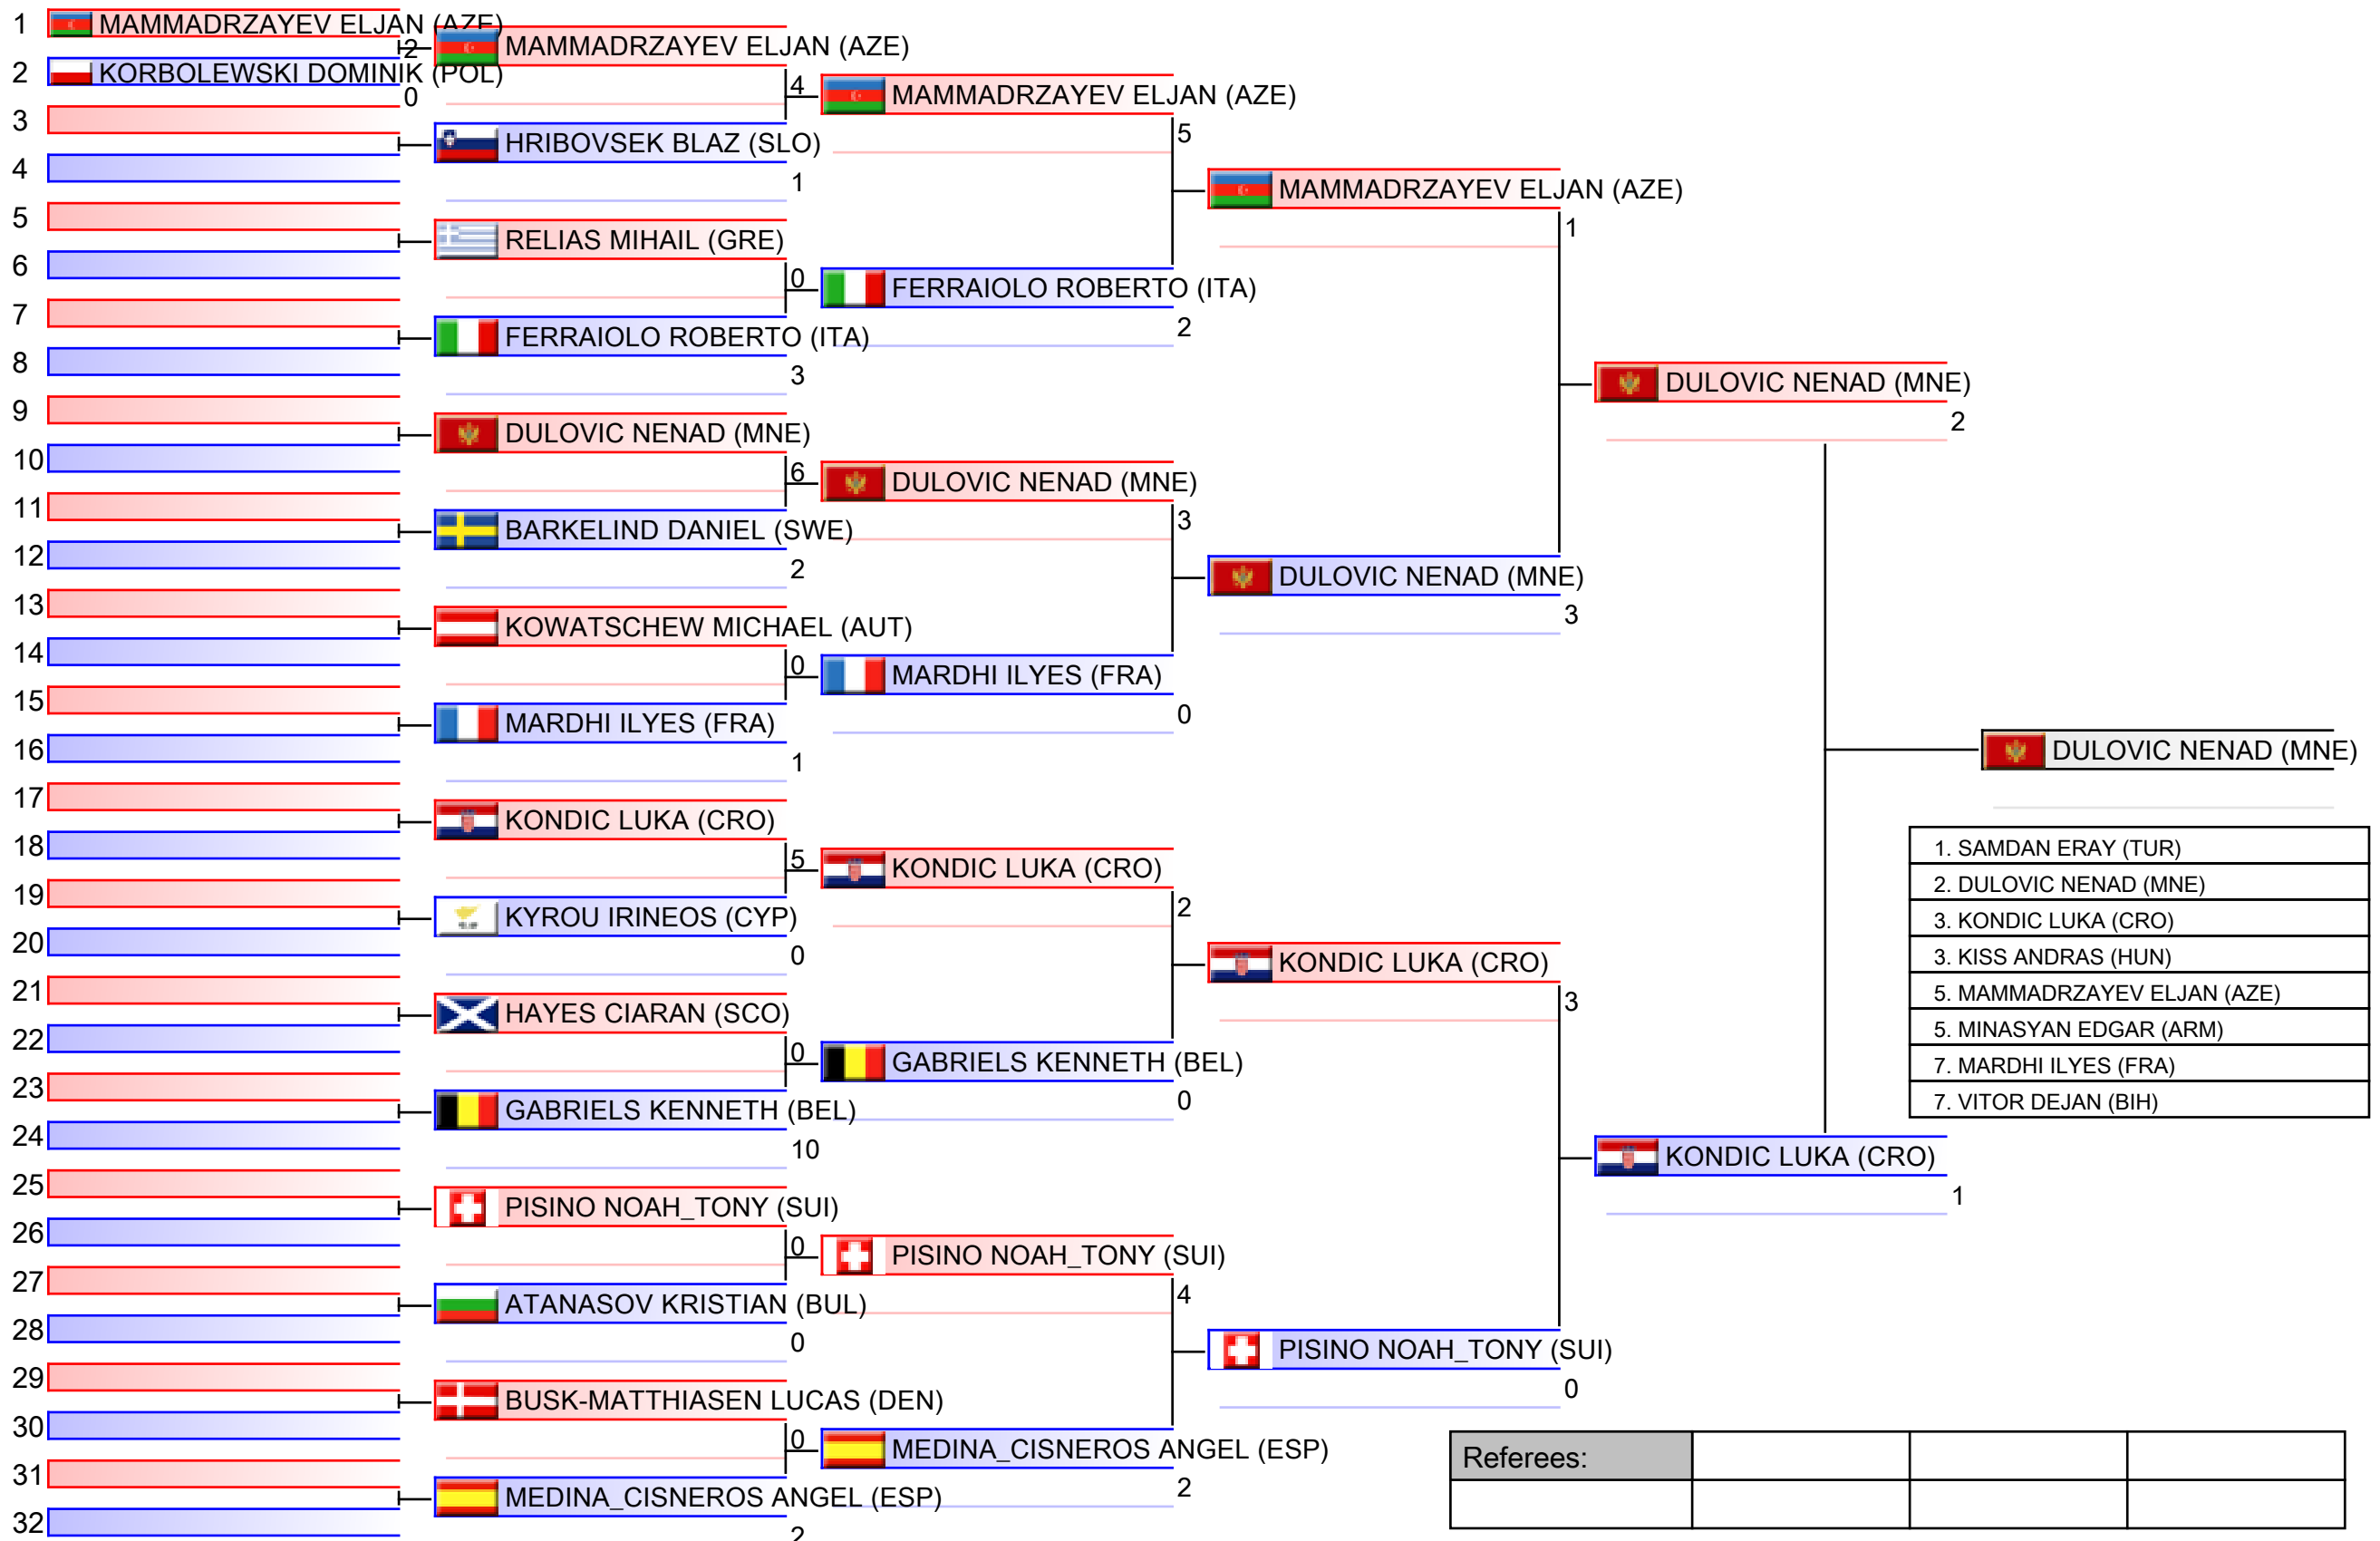 1 MAMMADRZAYEV ELJAN (AZE)
2
2 KORBOLEWSKI DOMINIK (POL)
0
3
4
5
6
7
8
9
10
11
12
13
14
15
16
17
18
19
20
21
22
23
24
25
26
27
28
29
30
31
32
MAMMADRZAYEV ELJAN (AZE)
4
HRIBOVSEK BLAZ (SLO)
1
RELIAS MIHAIL (GRE)
0
FERRAIOLO ROBERTO (ITA)
3
DULOVIC NENAD (MNE)
6
BARKELIND DANIEL (SWE)
2
KOWATSCHEW MICHAEL (AUT)
0
MARDHI ILYES (FRA)
1
KONDIC LUKA (CRO)
5
KYROU IRINEOS (CYP)
0
HAYES CIARAN (SCO)
0
GABRIELS KENNETH (BEL)
10
PISINO NOAH_TONY (SUI)
0
ATANASOV KRISTIAN (BUL)
0
BUSK-MATTHIASEN LUCAS (DEN)
0
MEDINA_CISNEROS ANGEL (ESP)
2
MAMMADRZAYEV ELJAN (AZE)
5
FERRAIOLO ROBERTO (ITA)
2
DULOVIC NENAD (MNE)
3
MARDHI ILYES (FRA)
0
KONDIC LUKA (CRO)
2
GABRIELS KENNETH (BEL)
0
PISINO NOAH_TONY (SUI)
4
MEDINA_CISNEROS ANGEL (ESP)
2
MAMMADRZAYEV ELJAN (AZE)
1
DULOVIC NENAD (MNE)
3
KONDIC LUKA (CRO)
3
PISINO NOAH_TONY (SUI)
0
DULOVIC NENAD (MNE)
2
KONDIC LUKA (CRO)
1
DULOVIC NENAD (MNE)
1. SAMDAN ERAY (TUR)
2. DULOVIC NENAD (MNE)
3. KONDIC LUKA (CRO)
3. KISS ANDRAS (HUN)
5. MAMMADRZAYEV ELJAN (AZE)
5. MINASYAN EDGAR (ARM)
7. MARDHI ILYES (FRA)
7. VITOR DEJAN (BIH)
Referees: